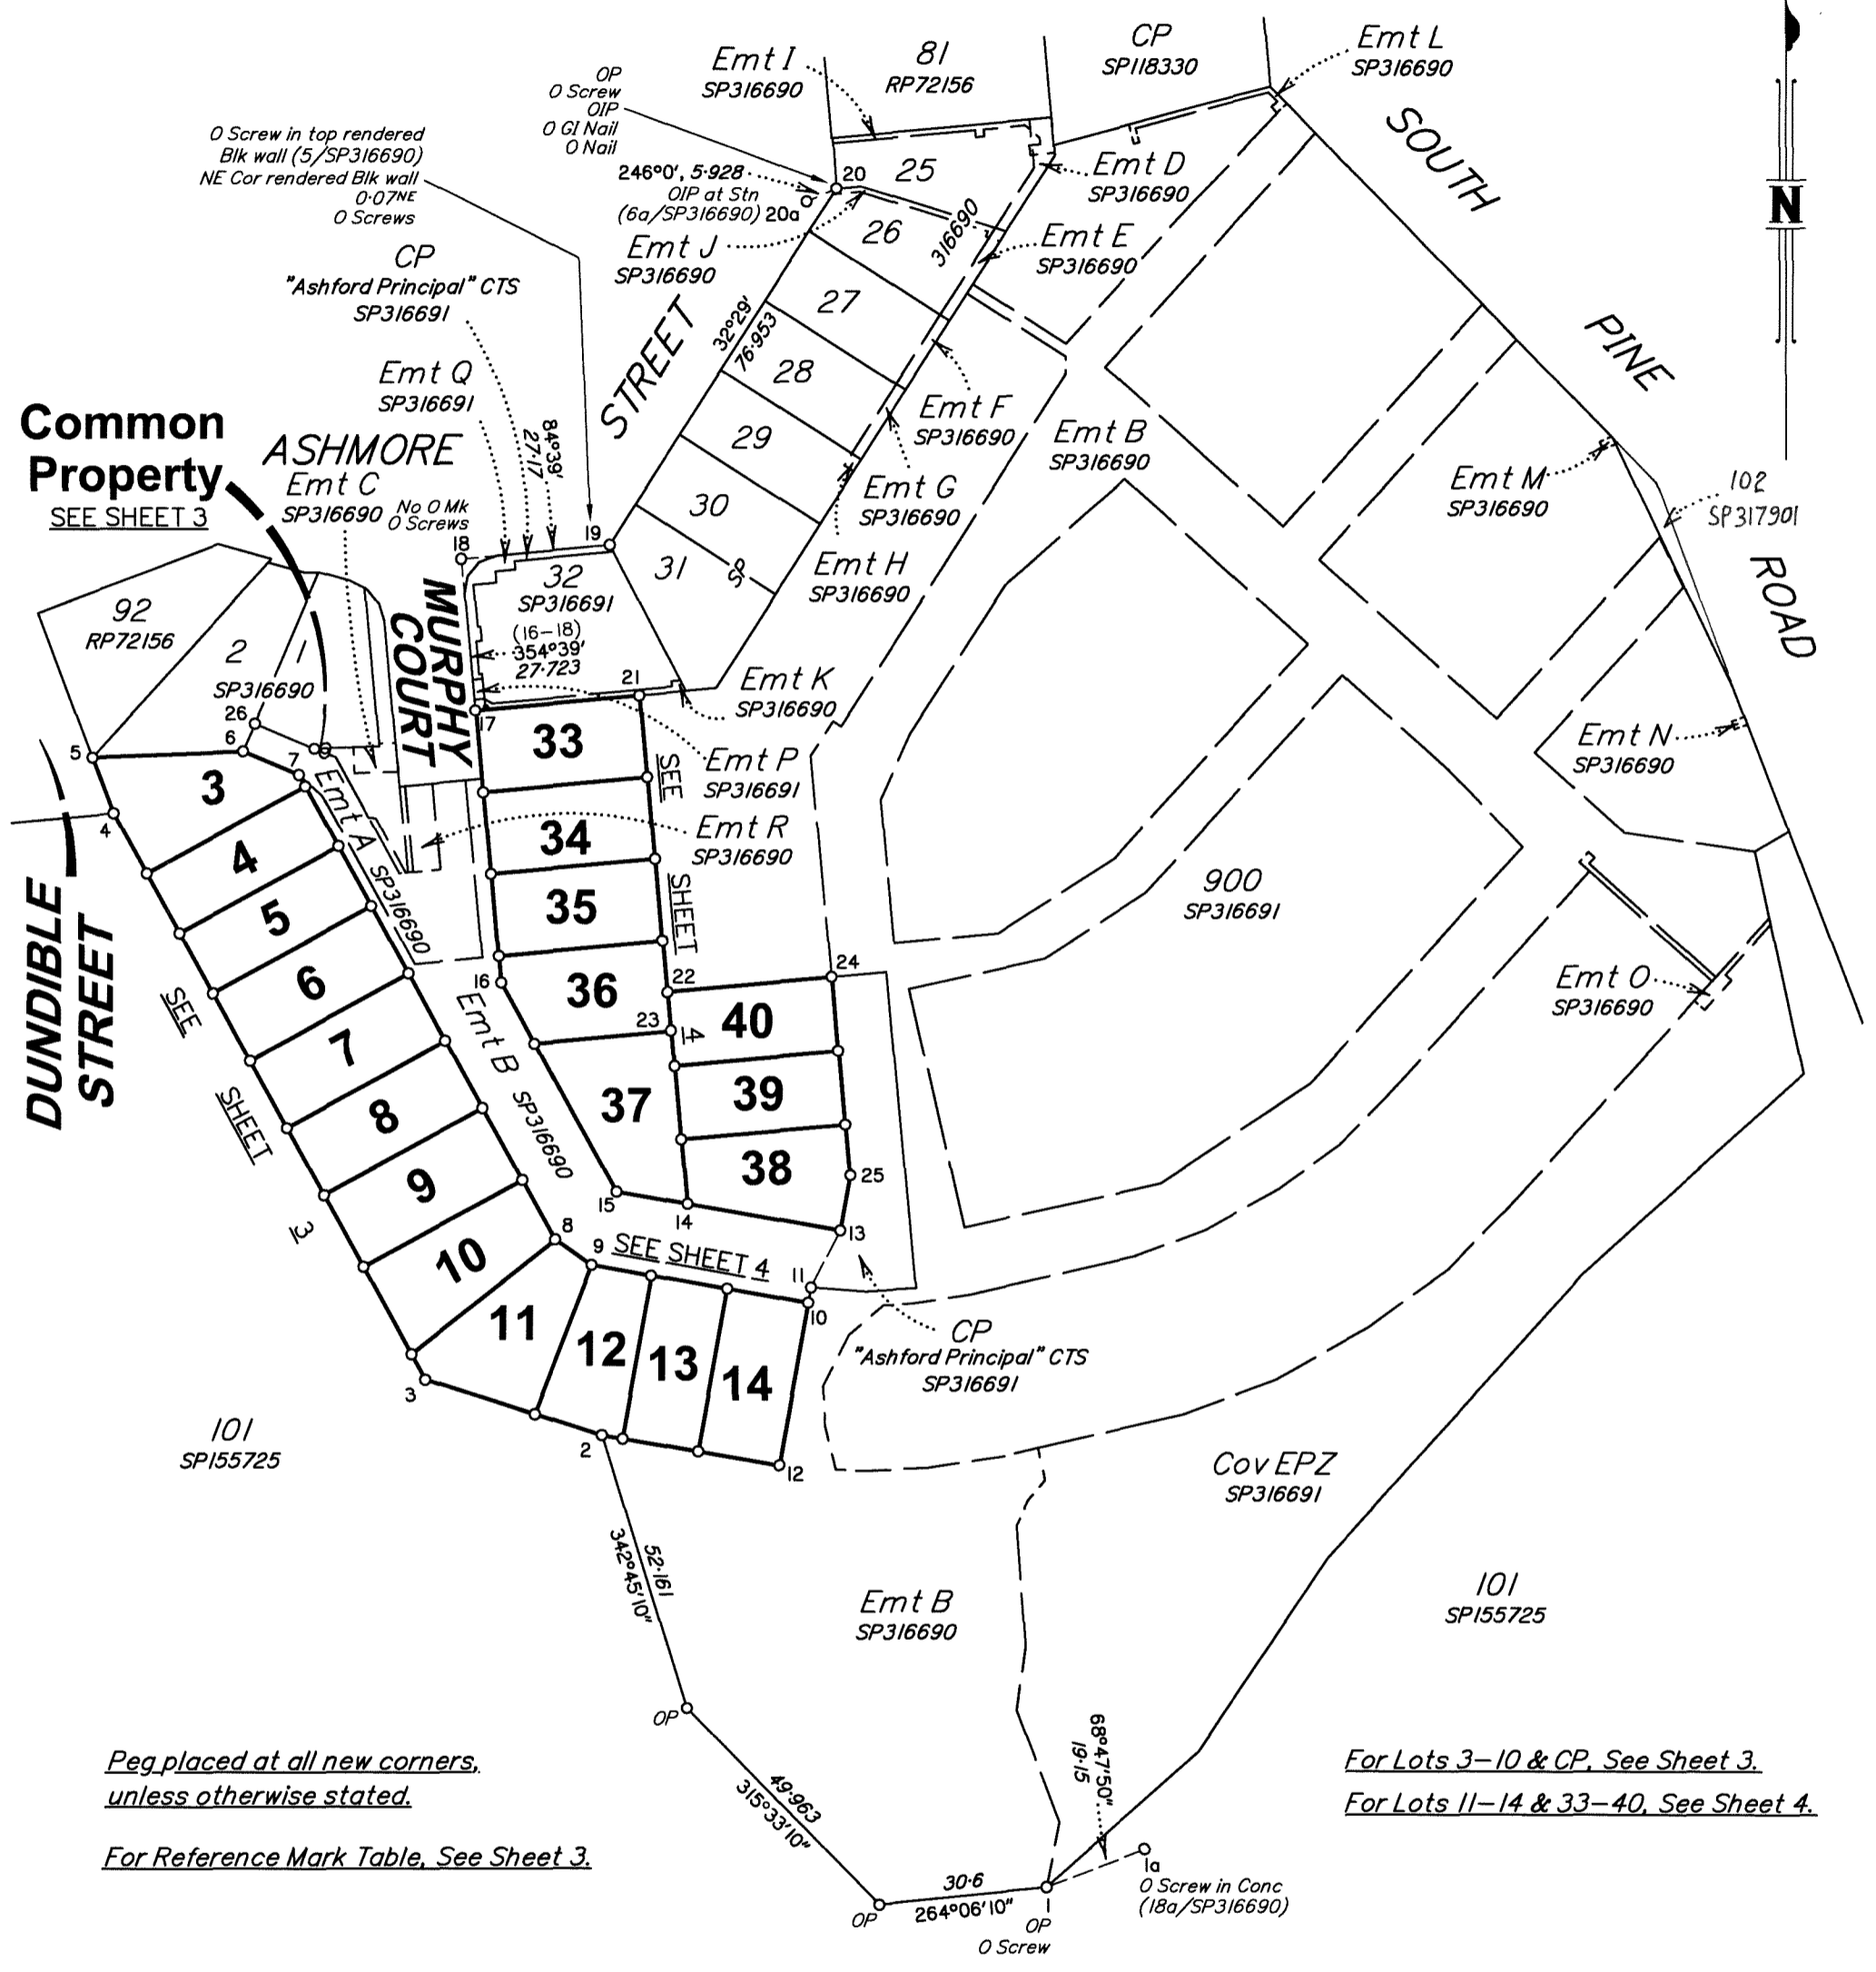 Emt I
SP316690
81
RP72156
CP
SP118330
Emt L
SP316690
OP
O Screw
OIP
O GI Nail
O Nail
O Screw in top rendered
Blk wall (5/SP316690)
NE Cor rendered Blk wall
0·07NE
O Screws
246°0', 5·928
OIP at Stn
(6a/SP316690) 20a
20
25
Emt D
SP316690
SOUTH
PINE
ROAD
N
Emt J
SP316690
26
SP 316690
Emt E
SP316690
CP
"Ashford Principal" CTS
SP316691
STREET
32°29'
76·953
27
28
29
30
31
Emt Q
SP316691
84°39'
27·17
Emt F
SP316690
Emt B
SP316690
Emt G
SP316690
Emt H
SP316690
Emt M
SP316690
102
SP317901
Common
Property
SEE SHEET 3
ASHMORE
Emt C
SP316690
No O Mk
O Screws
18
19
32
SP316691
(16-18)
354°39'
27·723
MURPHY
COURT
92
RP72156
2
SP316690
26
5
6
7
4
17
21
Emt K
SP316690
Emt N
SP316690
33
Emt P
SP316691
3
Emt A SP316690
34
Emt R
SP316690
4
SEE SHEET 4
35
900
SP316691
5
DUNDIBLE
STREET
6
16
36
22
23
24
40
Emt O
SP316690
SEE SHEET 3
7
Emt B SP316690
37
39
8
38
25
9
15
14
13
8
9
SEE SHEET 4
11
10
10
11
12
13
14
CP
"Ashford Principal" CTS
SP316691
3
2
12
101
SP155725
Cov EPZ
SP316691
52·161
342°45'10"
Emt B
SP316690
101
SP155725
OP
49·963
315°33'10"
68°47'50"
19·15
Peg placed at all new corners,
unless otherwise stated.
For Reference Mark Table, See Sheet 3.
For Lots 3-10 & CP, See Sheet 3.
For Lots 11-14 & 33-40, See Sheet 4.
1a
O Screw in Conc
(18a/SP316690)
30·6
264°06'10"
OP
OP
O Screw